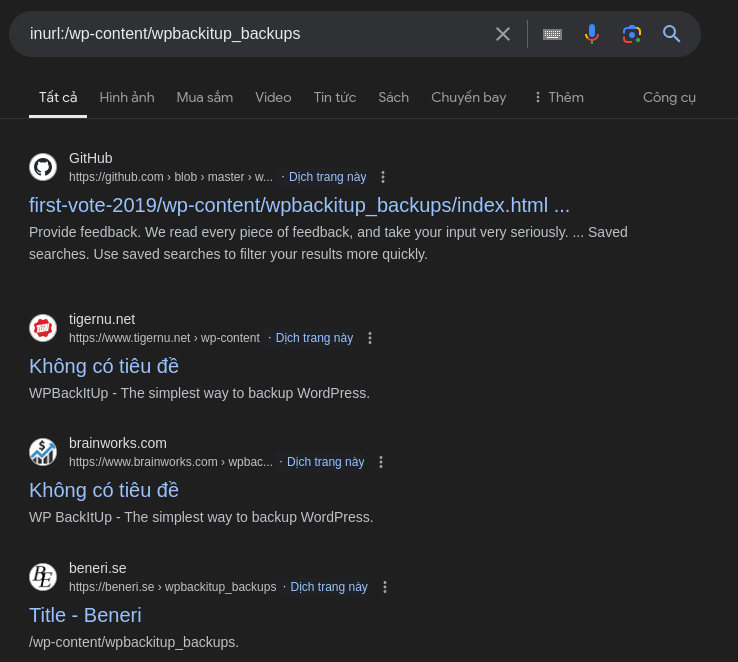 inurl:/wp-content/wpbackitup_backups
Tất cả Hình ảnh Mua sắm Video Tin tức Sách Chuyến bay Thêm Công cụ
GitHub
https://github.com › blob › master › w... · Dịch trang này
first-vote-2019/wp-content/wpbackitup_backups/index.html ...
Provide feedback. We read every piece of feedback, and take your input very seriously. ... Saved
searches. Use saved searches to filter your results more quickly.
TGN
tigernu.net
https://www.tigernu.net › wp-content · Dịch trang này
Không có tiêu đề
WPBackItUp - The simplest way to backup WordPress.
$
brainworks.com
https://www.brainworks.com › wpbac... · Dịch trang này
Không có tiêu đề
WP BackItUp - The simplest way to backup WordPress.
BE
beneri.se
https://beneri.se › wpbackitup_backups · Dịch trang này
Title - Beneri
/wp-content/wpbackitup_backups.